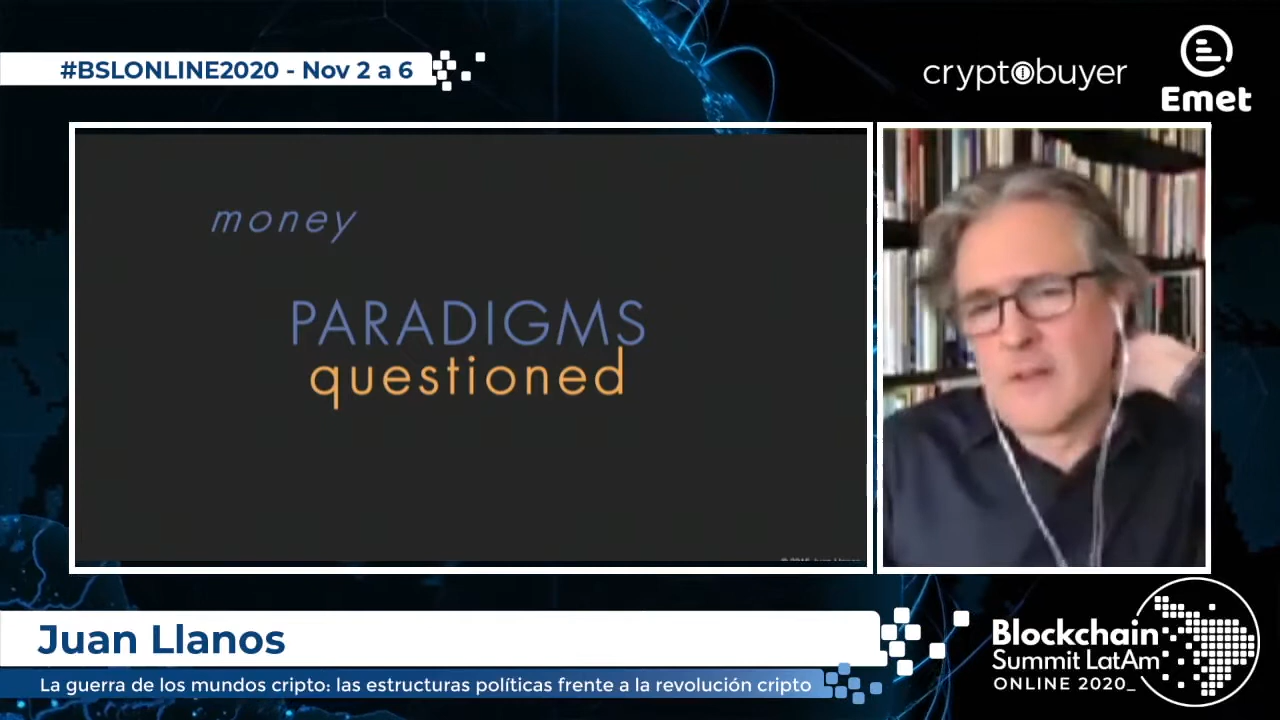 #BSLONLINE2020 - Nov 2 a 6
cryptobuyer
Emet
money
PARADIGMS
questioned
Juan Llanos
La guerra de los mundos cripto: las estructuras políticas frente a la revolución cripto
Blockchain
Summit LatAm
ONLINE 2020_